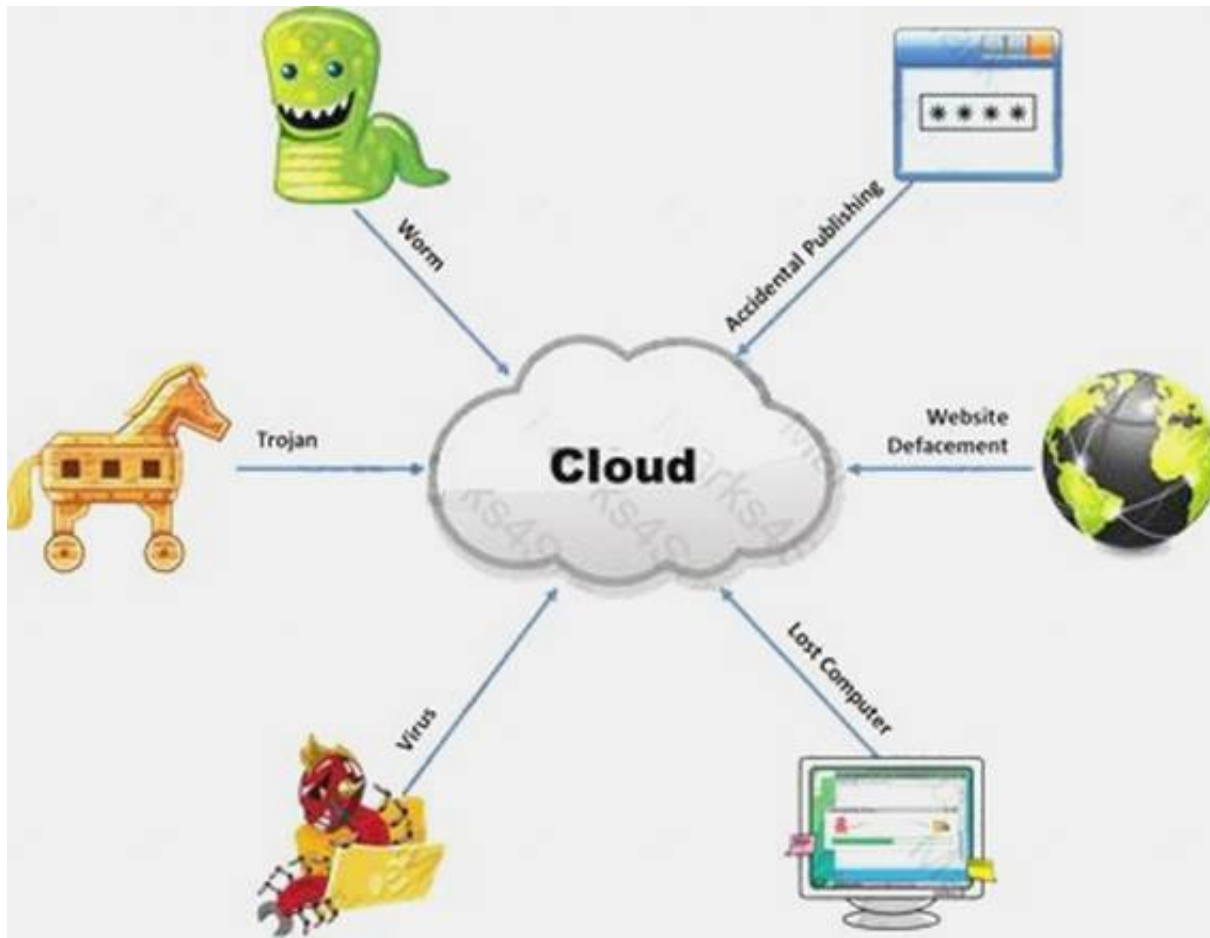 * * * *
Worm
Accidental Publishing
Trojan
Cloud
Website
Defacement
Virus
Lost Computer